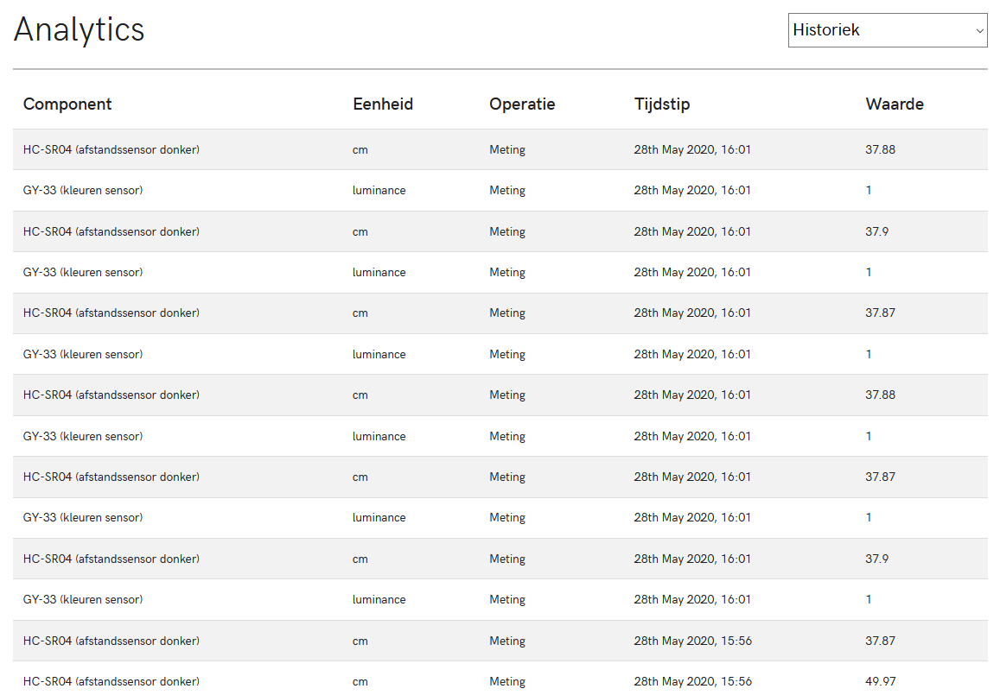 Analytics
Historiek
Component Eenheid Operatie Tijdstip Waarde
HC-SR04 (afstandssensor donker) cm Meting 28th May 2020, 16:01 37.88
GY-33 (kleuren sensor) luminance Meting 28th May 2020, 16:01 1
HC-SR04 (afstandssensor donker) cm Meting 28th May 2020, 16:01 37.9
GY-33 (kleuren sensor) luminance Meting 28th May 2020, 16:01 1
HC-SR04 (afstandssensor donker) cm Meting 28th May 2020, 16:01 37.87
GY-33 (kleuren sensor) luminance Meting 28th May 2020, 16:01 1
HC-SR04 (afstandssensor donker) cm Meting 28th May 2020, 16:01 37.88
GY-33 (kleuren sensor) luminance Meting 28th May 2020, 16:01 1
HC-SR04 (afstandssensor donker) cm Meting 28th May 2020, 16:01 37.87
GY-33 (kleuren sensor) luminance Meting 28th May 2020, 16:01 1
HC-SR04 (afstandssensor donker) cm Meting 28th May 2020, 16:01 37.9
GY-33 (kleuren sensor) luminance Meting 28th May 2020, 16:01 1
HC-SR04 (afstandssensor donker) cm Meting 28th May 2020, 15:56 37.87
HC-SR04 (afstandssensor donker) cm Meting 28th May 2020, 15:56 49.97